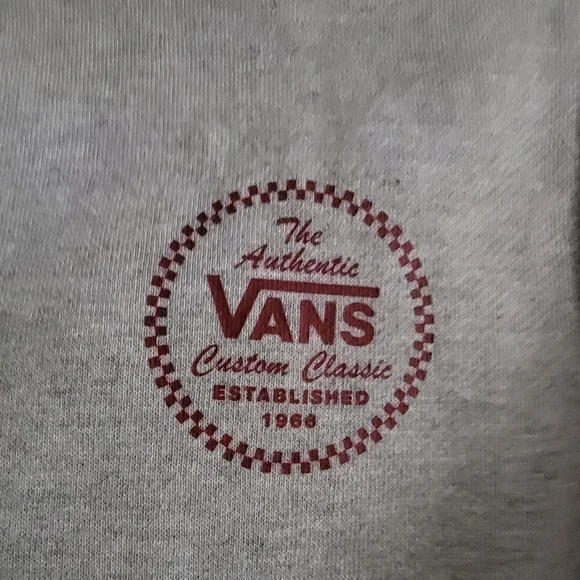 The
Authentic
VANS
Custom Classic
ESTABLISHED
1966